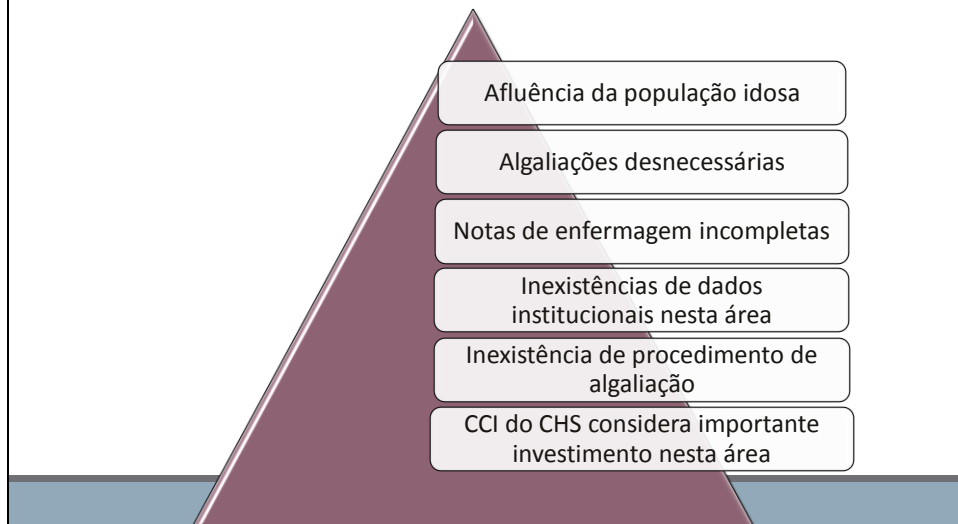 Afluência da população idosa
Algaliações desnecessárias
Notas de enfermagem incompletas
Inexistências de dados
institucionais nesta área
Inexistência de procedimento de
algaliação
CCI do CHS considera importante
investimento nesta área